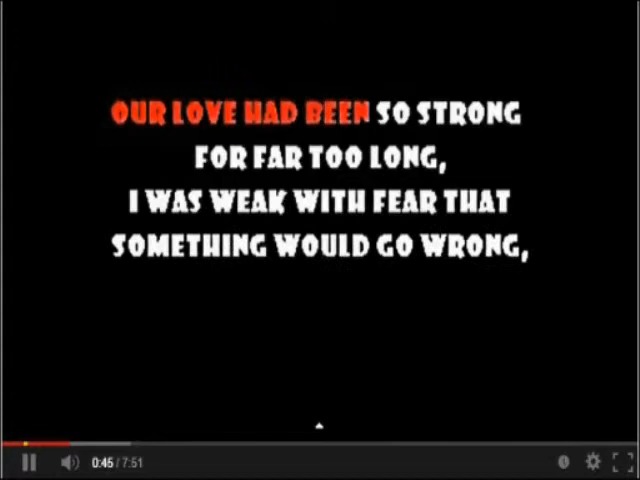 OUR LOVE HAD BEEN SO STRONG
FOR FAR TOO LONG,
I WAS WEAK WITH FEAR THAT
SOMETHING WOULD GO WRONG,
0:45 / 7:51